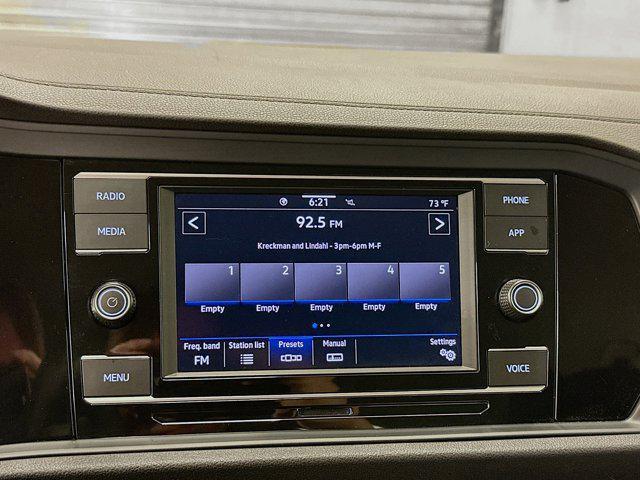 RADIO
MEDIA
MENU
6:21
73 °F
92.5 FM
Kreckman and Lindahl - 3pm-6pm M-F
1 2 3 4 5
Empty Empty Empty Empty Empty
Freq. band Station list Presets Manual Settings
FM
PHONE
APP
VOICE